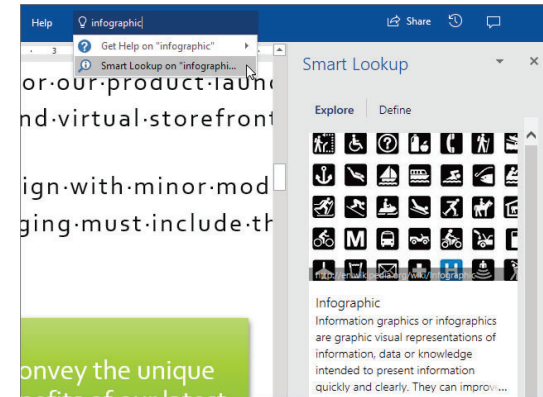 Help
infographic
Share
Get Help on "infographic"
Smart Lookup on "infographi...
3
or·our·product·laun
nd·virtual·storefront
ign·with·minor·mod
ging·must·include·th
onvey the unique
Smart Lookup
Explore
Define
M
H
http://en.wikipedia.org/wiki/Infographic
Infographic
Information graphics or infographics
are graphic visual representations of
information, data or knowledge
intended to present information
quickly and clearly. They can improv...